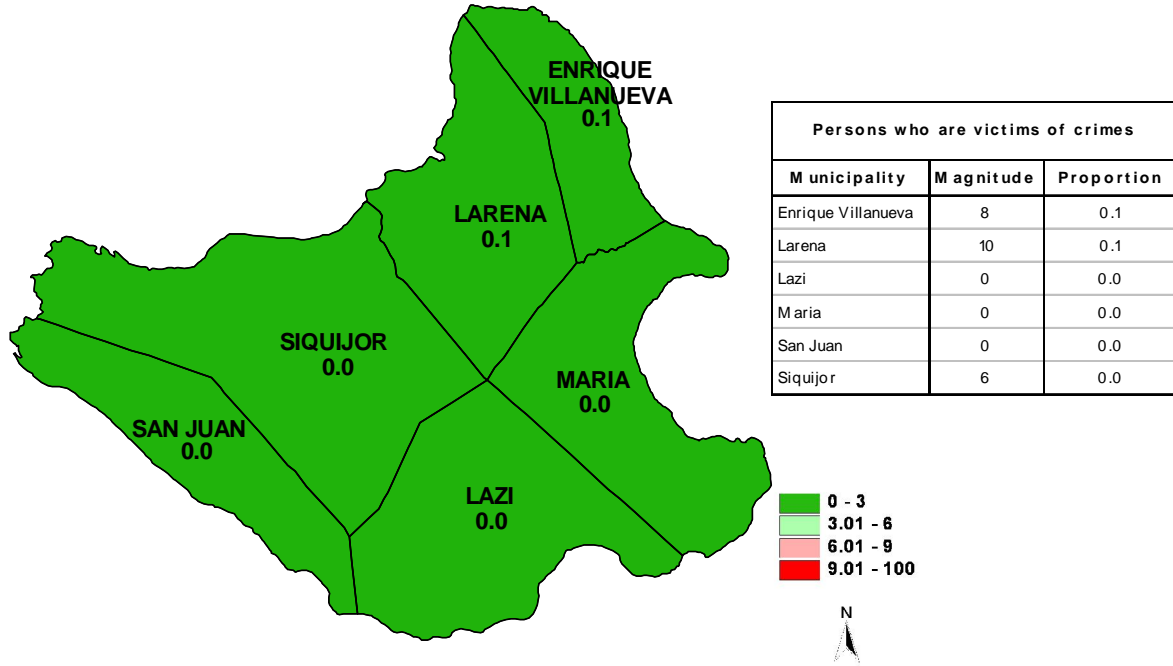 ENRIQUE
VILLANUEVA
0.1
LARENA
0.1
SIQUIJOR
0.0
MARIA
0.0
SAN JUAN
0.0
LAZI
0.0
Persons who are victims of crimes
Municipality Magnitude Proportion
Enrique Villanueva 8 0.1
Larena 10 0.1
Lazi 0 0.0
Maria 0 0.0
San Juan 0 0.0
Siquijor 6 0.0
0 - 3
3.01 - 6
6.01 - 9
9.01 - 100
N